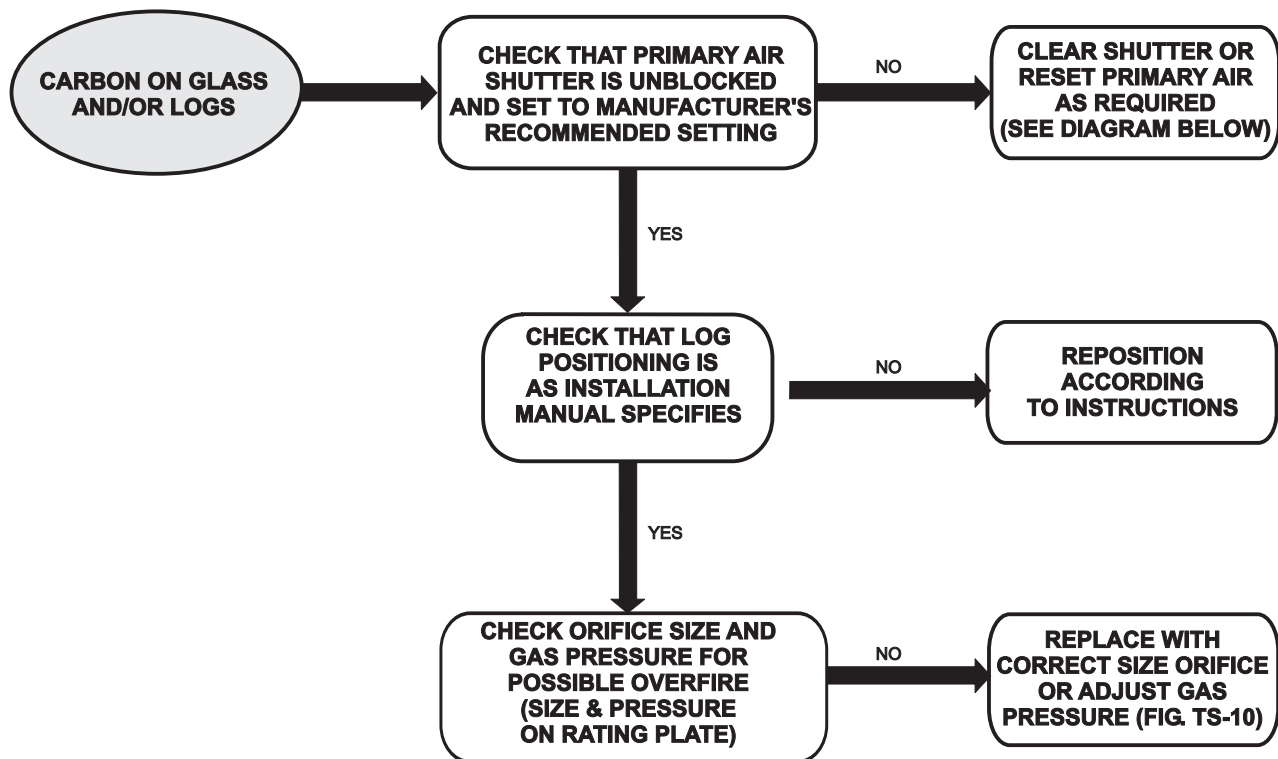 CARBON ON GLASS
AND/OR LOGS
CHECK THAT PRIMARY AIR
SHUTTER IS UNBLOCKED
AND SET TO MANUFACTURER'S
RECOMMENDED SETTING
NO
CLEAR SHUTTER OR
RESET PRIMARY AIR
AS REQUIRED
(SEE DIAGRAM BELOW)
YES
CHECK THAT LOG
POSITIONING IS
AS INSTALLATION
MANUAL SPECIFIES
NO
REPOSITION
ACCORDING
TO INSTRUCTIONS
YES
CHECK ORIFICE SIZE AND
GAS PRESSURE FOR
POSSIBLE OVERFIRE
(SIZE & PRESSURE
ON RATING PLATE)
NO
REPLACE WITH
CORRECT SIZE ORIFICE
OR ADJUST GAS
PRESSURE (FIG. TS-10)